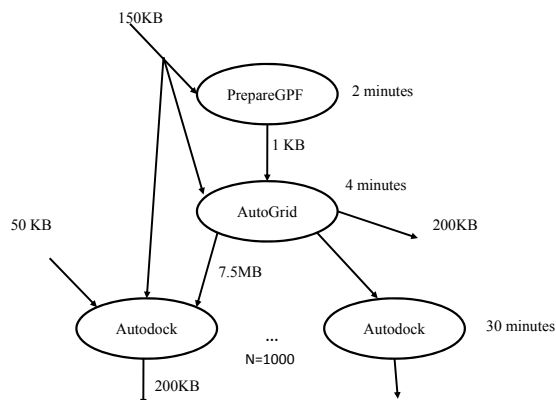 150KB
PrepareGPF
2 minutes
1 KB
4 minutes
AutoGrid
50 KB
200KB
7.5MB
Autodock
...
Autodock
30 minutes
N=1000
200KB